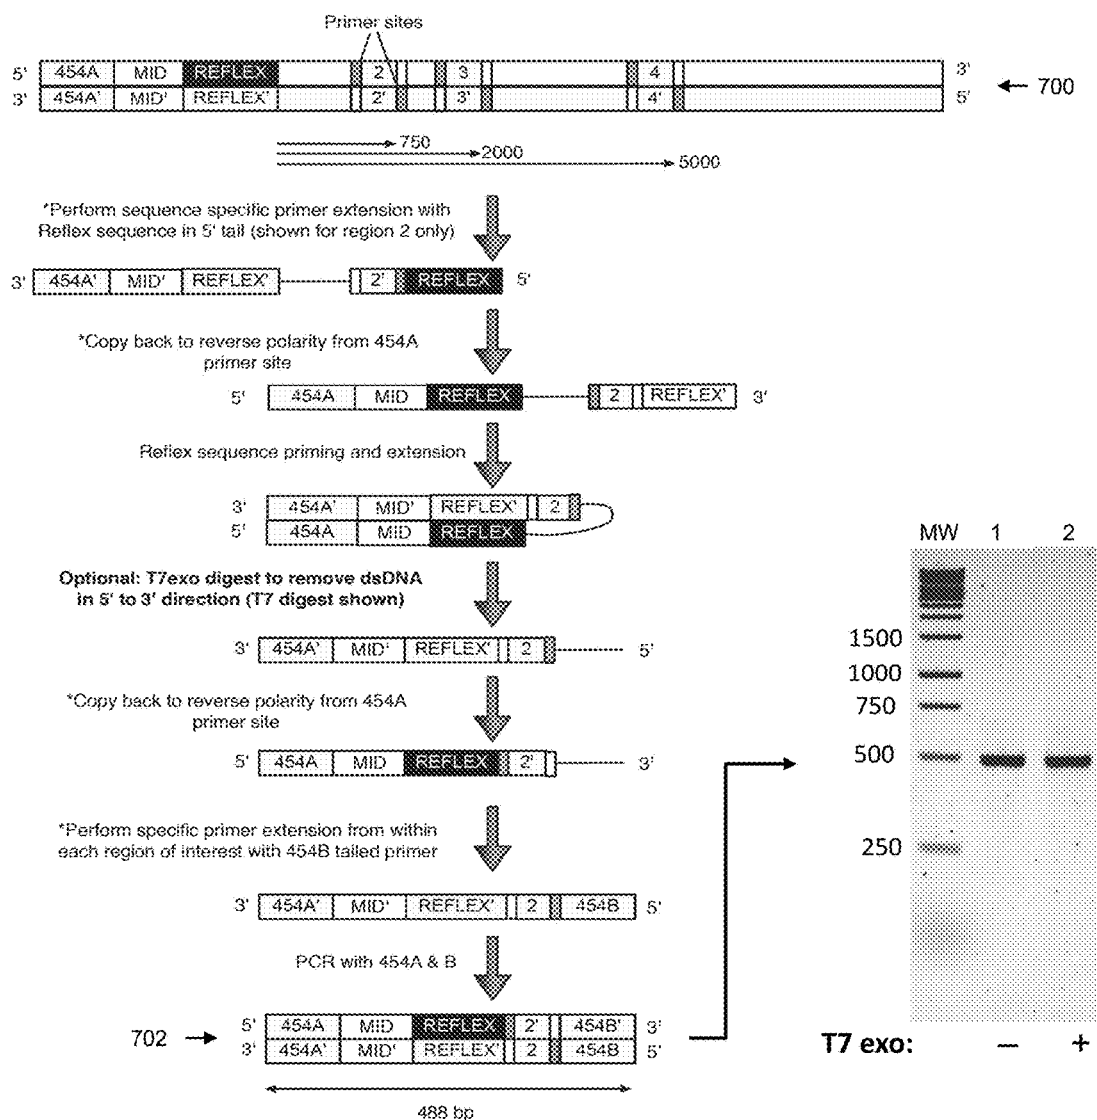 Primer sites
5' 454A MID REFLEX 2 3 4 3'
3' 454A' MID' REFLEX' 2' 3' 4' 5'
700
750
2000
5000
*Perform sequence specific primer extension with
Reflex sequence in 5' tail (shown for region 2 only)
3' 454A' MID' REFLEX' 2' REFLEX 5'
*Copy back to reverse polarity from 454A
primer site
5' 454A MID REFLEX 2 REFLEX' 3'
Reflex sequence priming and extension
3' 454A' MID' REFLEX' 2
5' 454A MID REFLEX
Optional: T7exo digest to remove dsDNA
in 5' to 3' direction (T7 digest shown)
3' 454A' MID' REFLEX' 2 5'
*Copy back to reverse polarity from 454A
primer site
5' 454A MID REFLEX 2' 3'
*Perform specific primer extension from within
each region of interest with 454B tailed primer
3' 454A' MID' REFLEX' 2 454B 5'
PCR with 454A & B
702
5' 454A MID REFLEX 2' 454B' 3'
3' 454A' MID' REFLEX' 2 454B 5'
488 bp
MW 1 2
1500
1000
750
500
250
T7 exo: – +